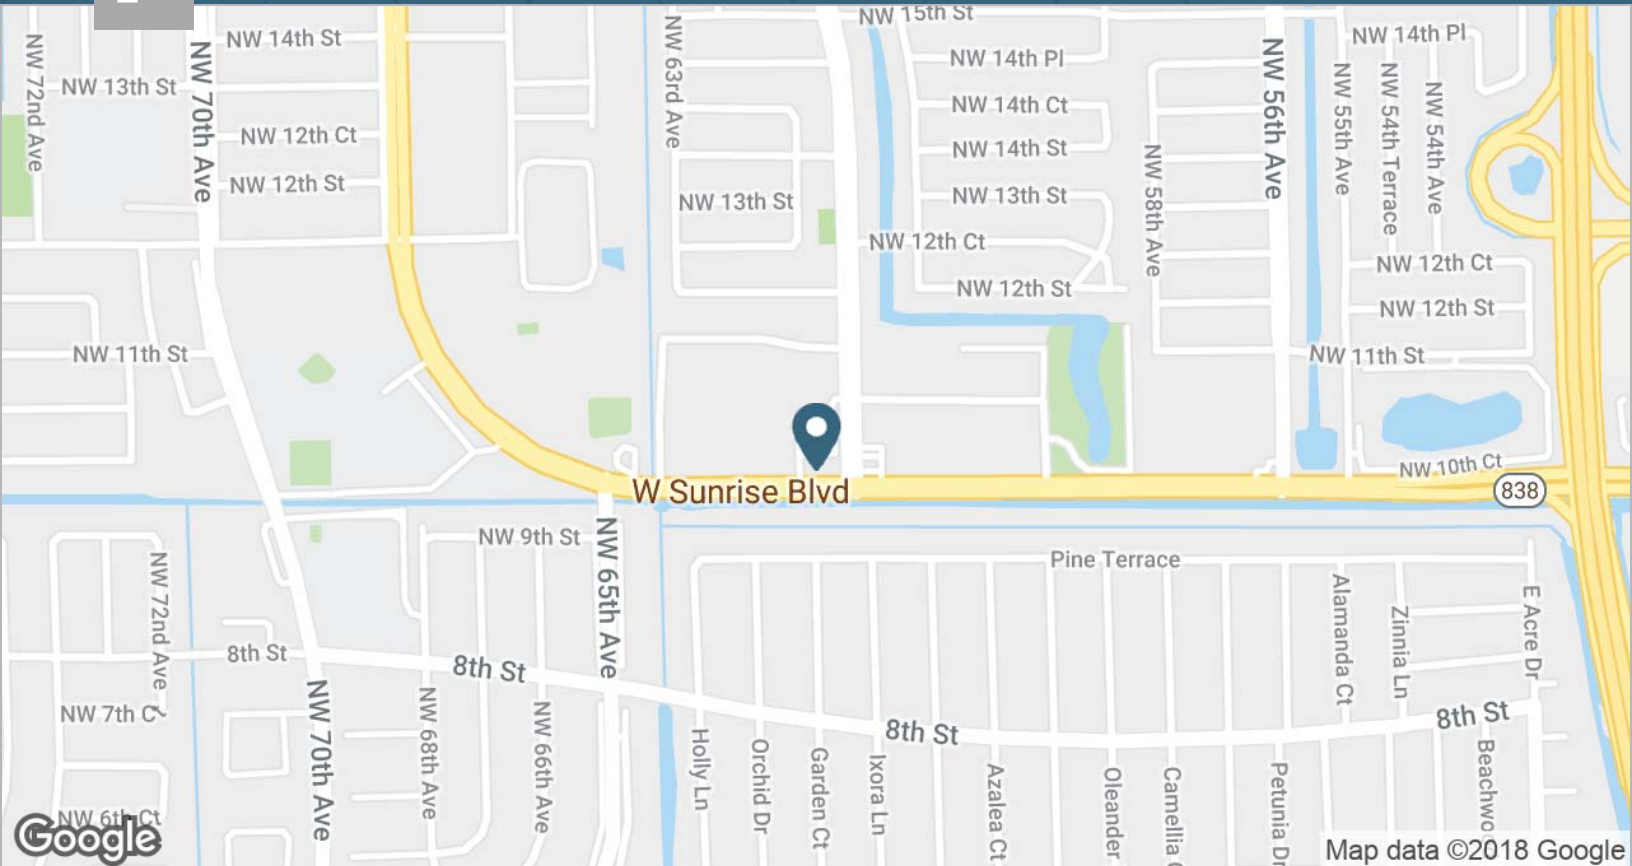 NW 15th St
NW 14th St
NW 14th Pl
NW 14th Pl
NW 72nd Ave
NW 70th Ave
NW 63rd Ave
NW 56th Ave
NW 55th Ave
NW 54th Terrace
NW 54th Ave
NW 13th St
NW 14th Ct
NW 12th Ct
NW 14th St
NW 58th Ave
NW 12th St
NW 13th St
NW 13th St
NW 12th Ct
NW 12th Ct
NW 12th St
NW 12th St
NW 11th St
NW 11th St
NW 10th Ct
W Sunrise Blvd
838
NW 9th St
NW 65th Ave
Pine Terrace
NW 72nd Ave
Alamanda Ct
Zinnia Ln
E Acre Dr
8th St
8th St
NW 70th Ave
NW 68th Ave
NW 66th Ave
NW 7th C
8th St
8th St
Holly Ln
Orchid Dr
Garden Ct
Ixora Ln
Azalea Ct
Oleander
Camellia
Petunia Dr
Beachwo
NW 6th Ct
Google
Map data ©2018 Google